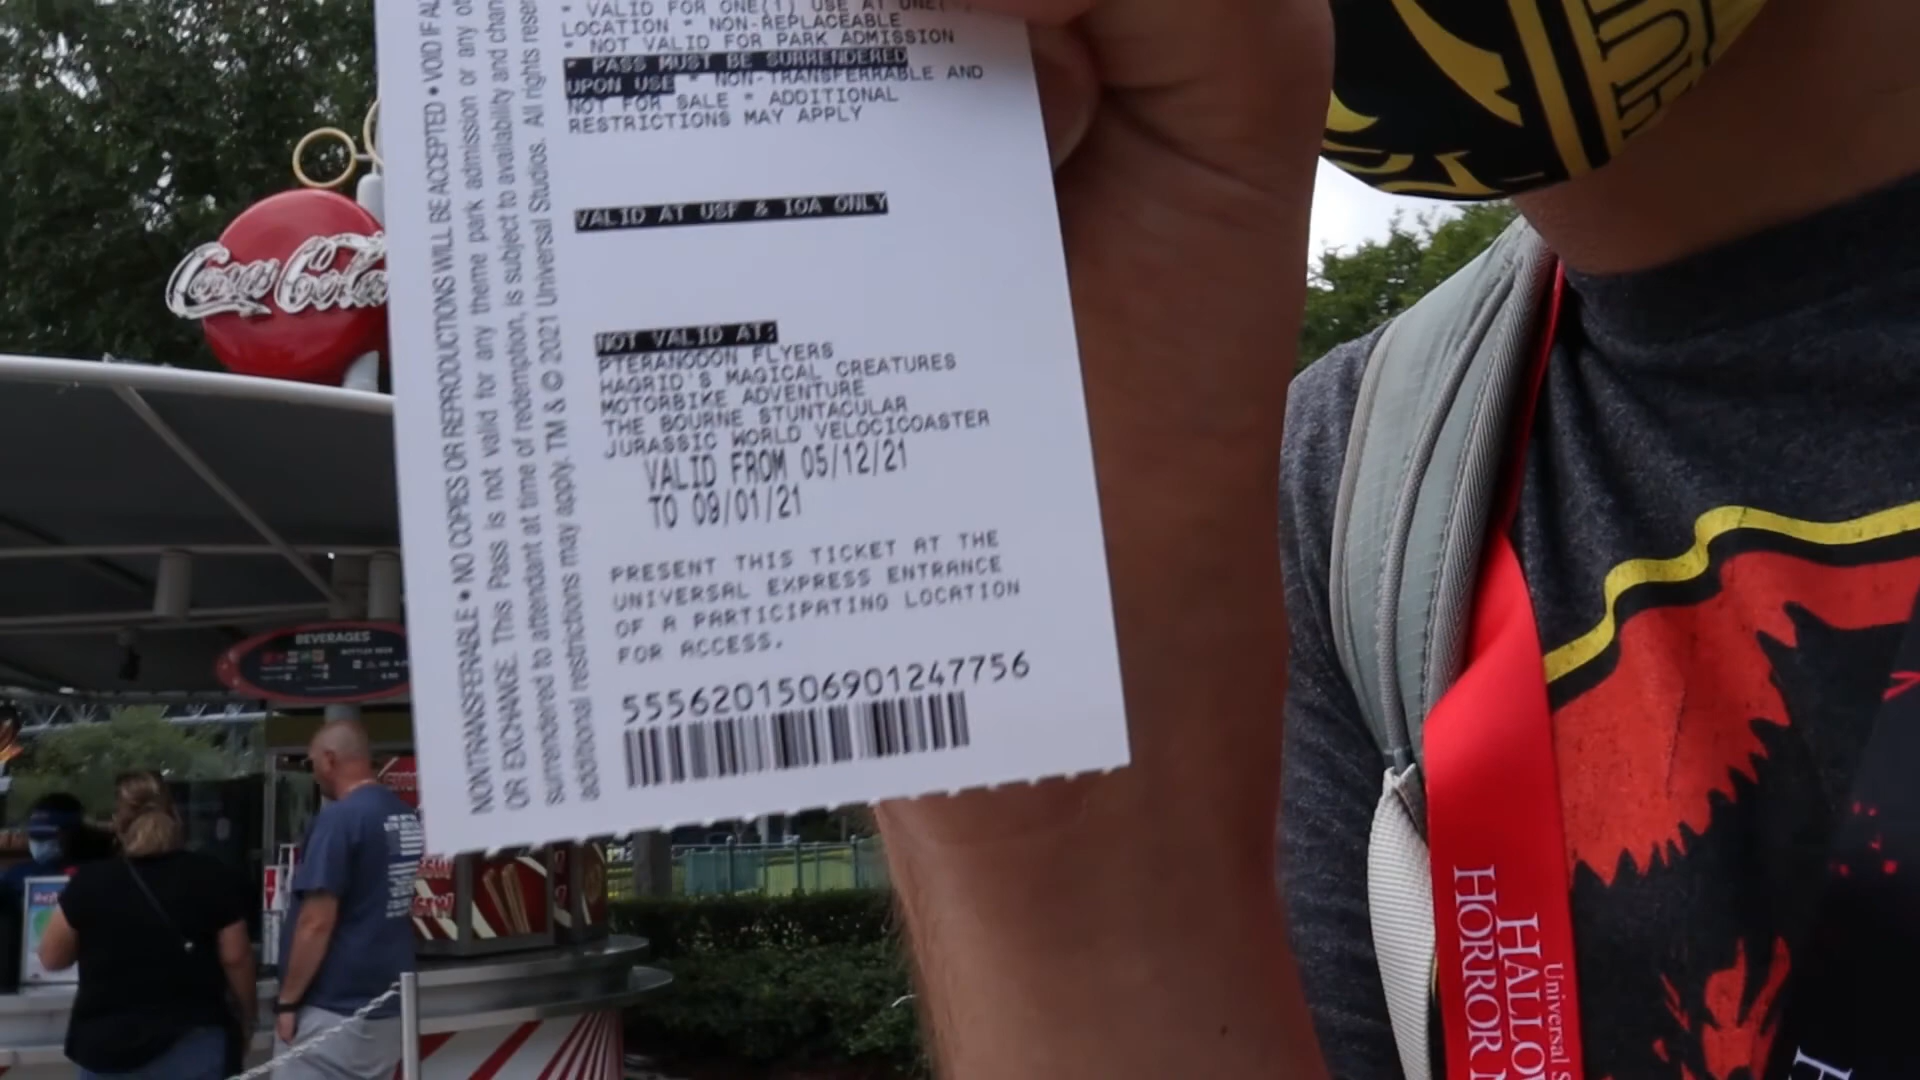 * VALID FOR ONE(1) USE AT ONE(
LOCATION * NON-REPLACEABLE
* NOT VALID FOR PARK ADMISSION
* PASS MUST BE SURRENDERED
UPON USE * NON-TRANSFERRABLE AND
NOT FOR SALE * ADDITIONAL
RESTRICTIONS MAY APPLY
VALID AT USF & IOA ONLY
NOT VALID AT:
PTERANODON FLYERS
HAGRID'S MAGICAL CREATURES
MOTORBIKE ADVENTURE
THE BOURNE STUNTACULAR
JURASSIC WORLD VELOCICOASTER
VALID FROM 05/12/21
TO 09/01/21
PRESENT THIS TICKET AT THE
UNIVERSAL EXPRESS ENTRANCE
OF A PARTICIPATING LOCATION
FOR ACCESS.
5556201506901247756
NONTRANSFERABLE • NO COPIES OR REPRODUCTIONS WILL BE ACCEPTED • VOID IF
OR EXCHANGE. This Pass is not valid for any theme park admission or any
surrendered to attendant at time of redemption, is subject to availability and
additional restrictions may apply. TM & © 2021 Universal Studios. All rights
Coca-Cola
BEVERAGES
Universal
HALLO
HORROR N